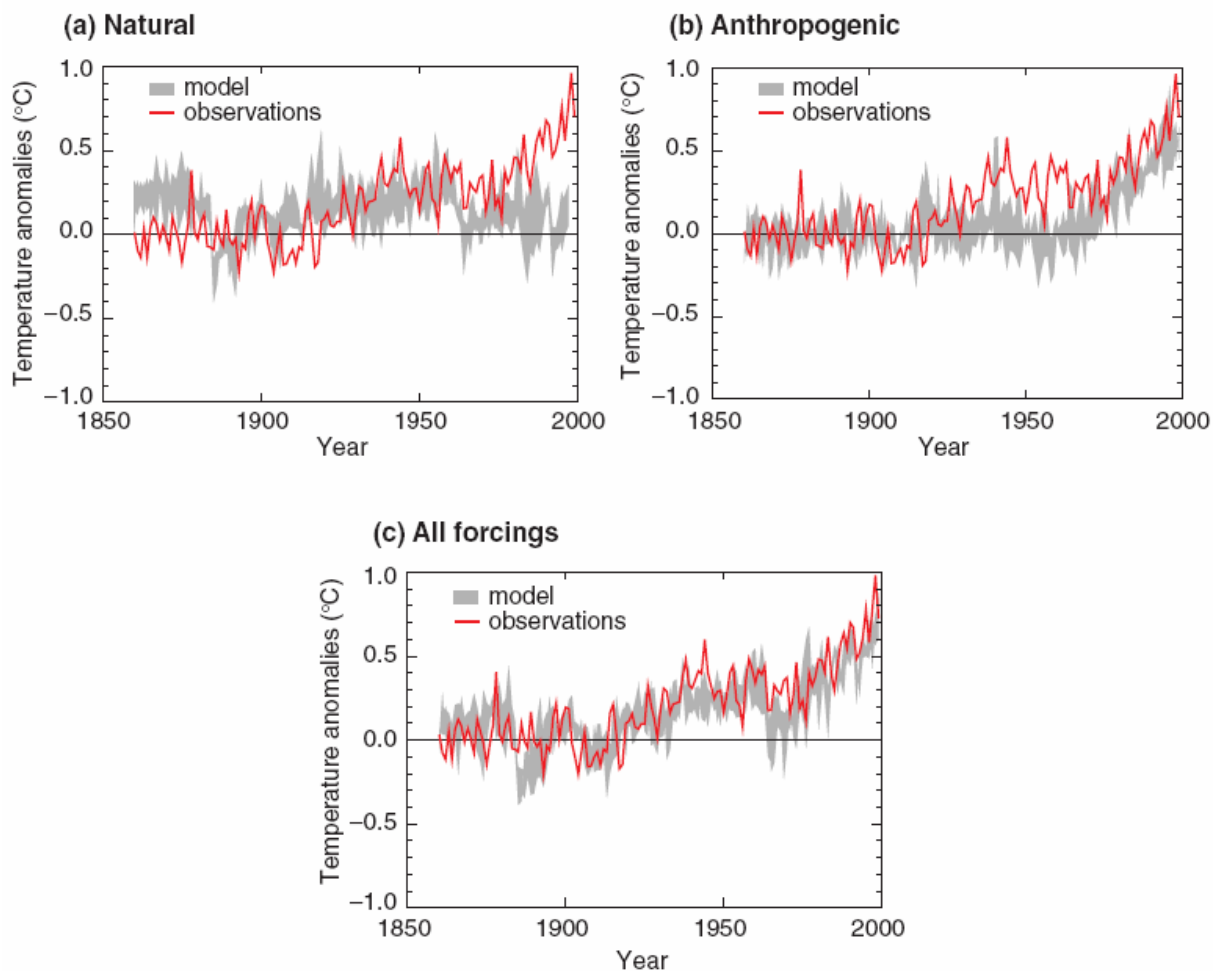 (a) Natural
Temperature anomalies (°C)
1.0
0.5
0.0
−0.5
−1.0
model
observations
1850
1900
1950
2000
Year
(b) Anthropogenic
Temperature anomalies (°C)
1.0
0.5
0.0
−0.5
−1.0
model
observations
1850
1900
1950
2000
Year
(c) All forcings
Temperature anomalies (°C)
1.0
0.5
0.0
−0.5
−1.0
model
observations
1850
1900
1950
2000
Year